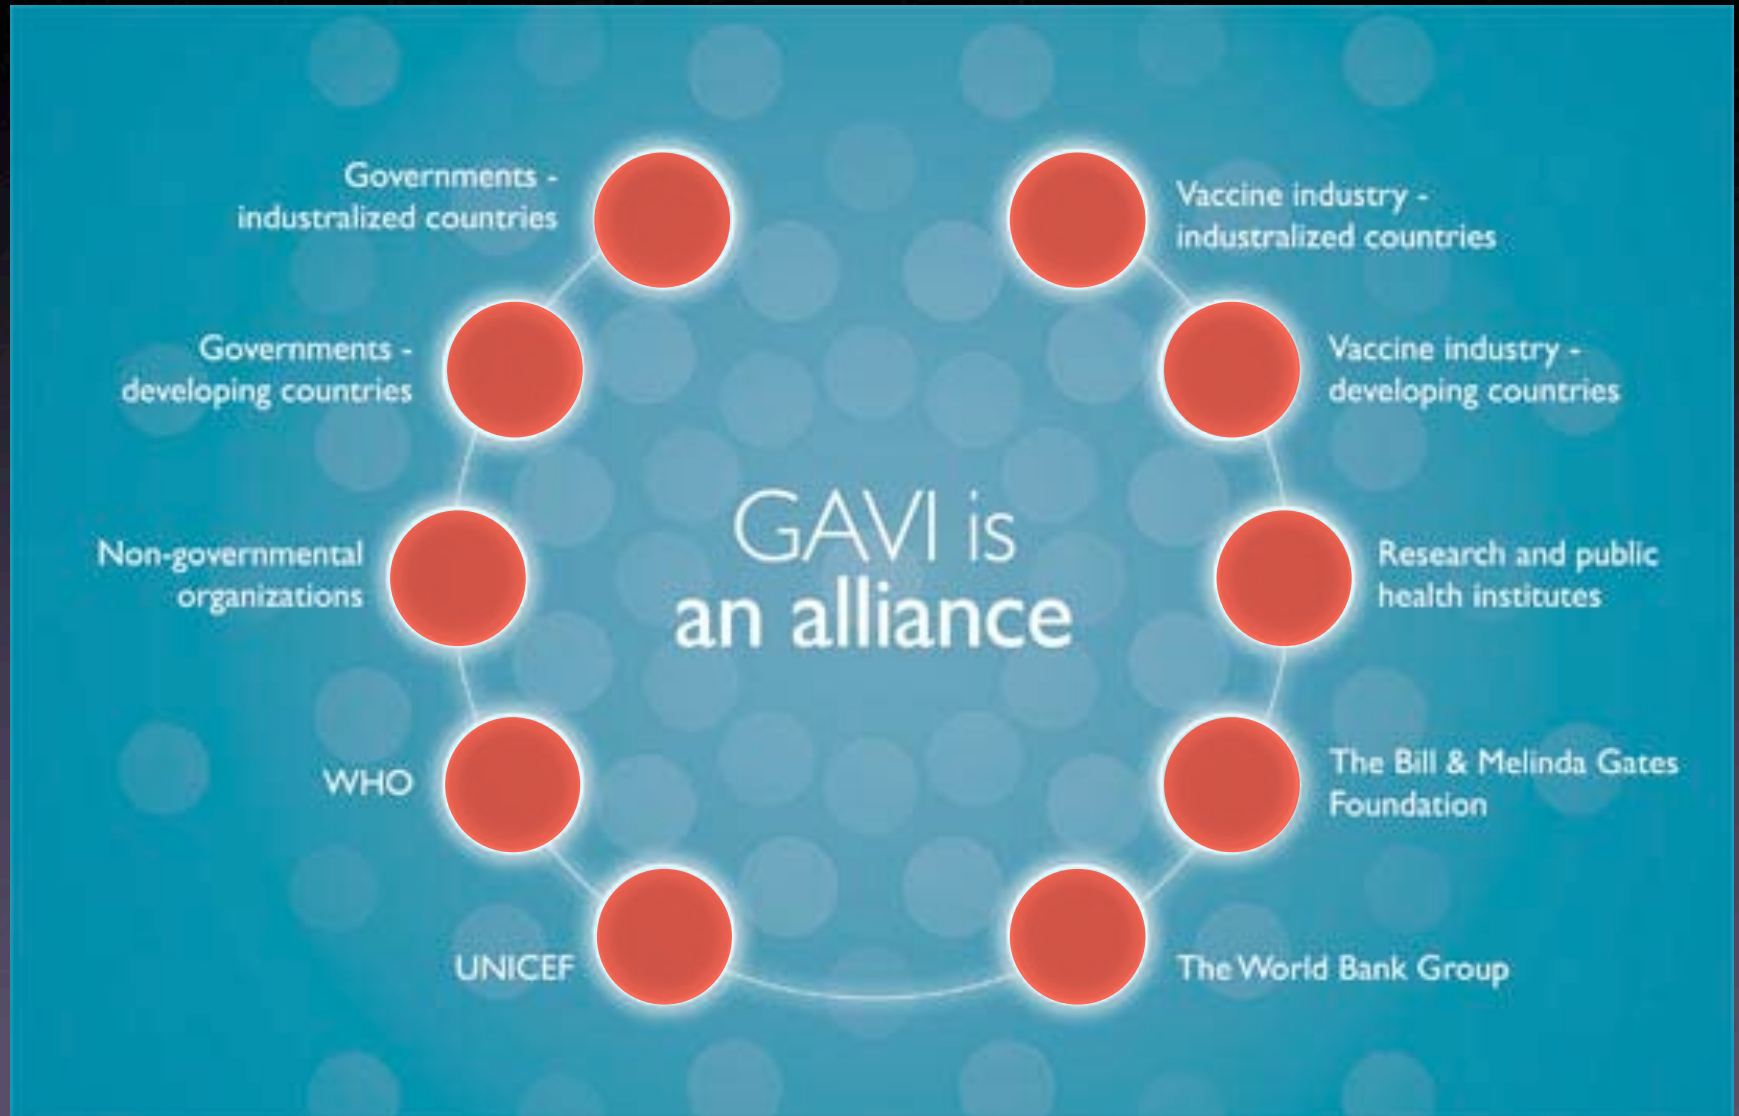 Governments -
industralized countries
Governments -
developing countries
Non-governmental
organizations
WHO
UNICEF
GAVI is
an alliance
Vaccine industry -
industralized countries
Vaccine industry -
developing countries
Research and public
health institutes
The Bill & Melinda Gates
Foundation
The World Bank Group